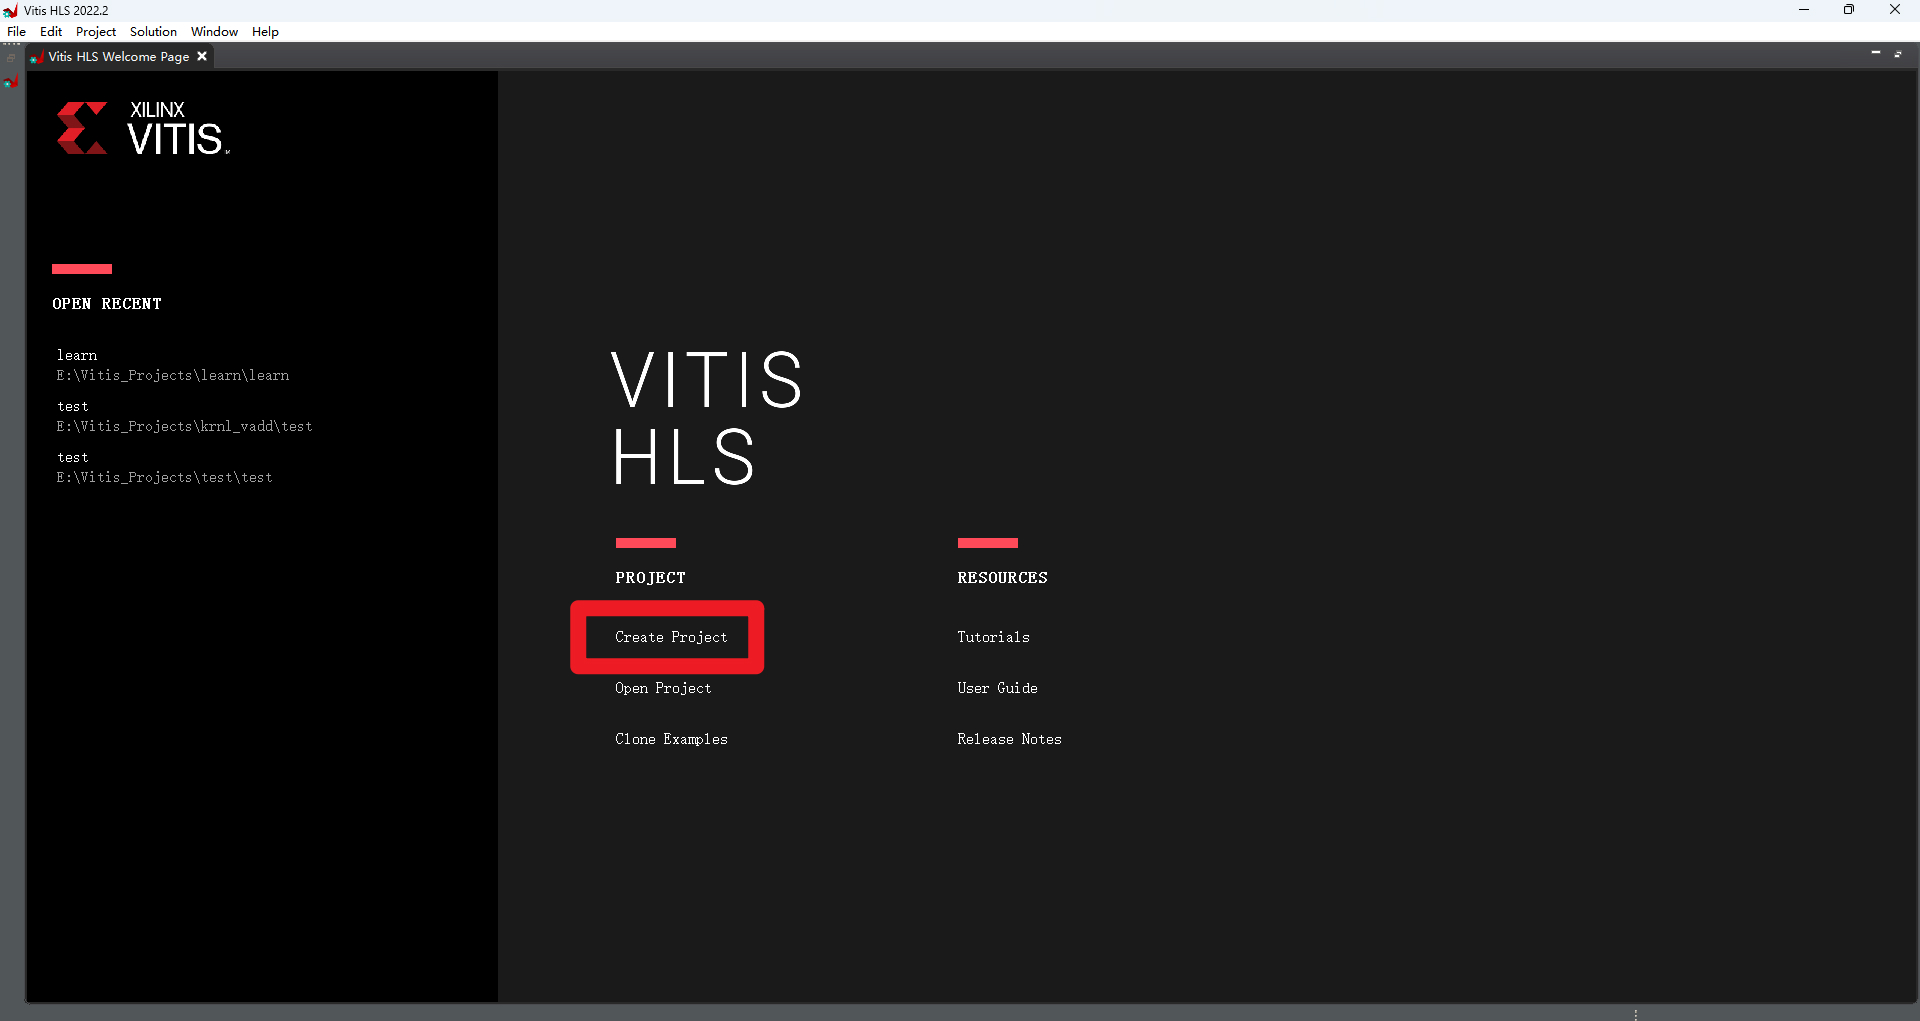 Vitis HLS 2022.2
File Edit Project Solution Window Help
Vitis HLS Welcome Page
XILINX
VITIS
OPEN RECENT
learn
E:\Vitis_Projects\learn\learn
test
E:\Vitis_Projects\krnl_vadd\test
test
E:\Vitis_Projects\test\test
VITIS
HLS
PROJECT
Create Project
Open Project
Clone Examples
RESOURCES
Tutorials
User Guide
Release Notes